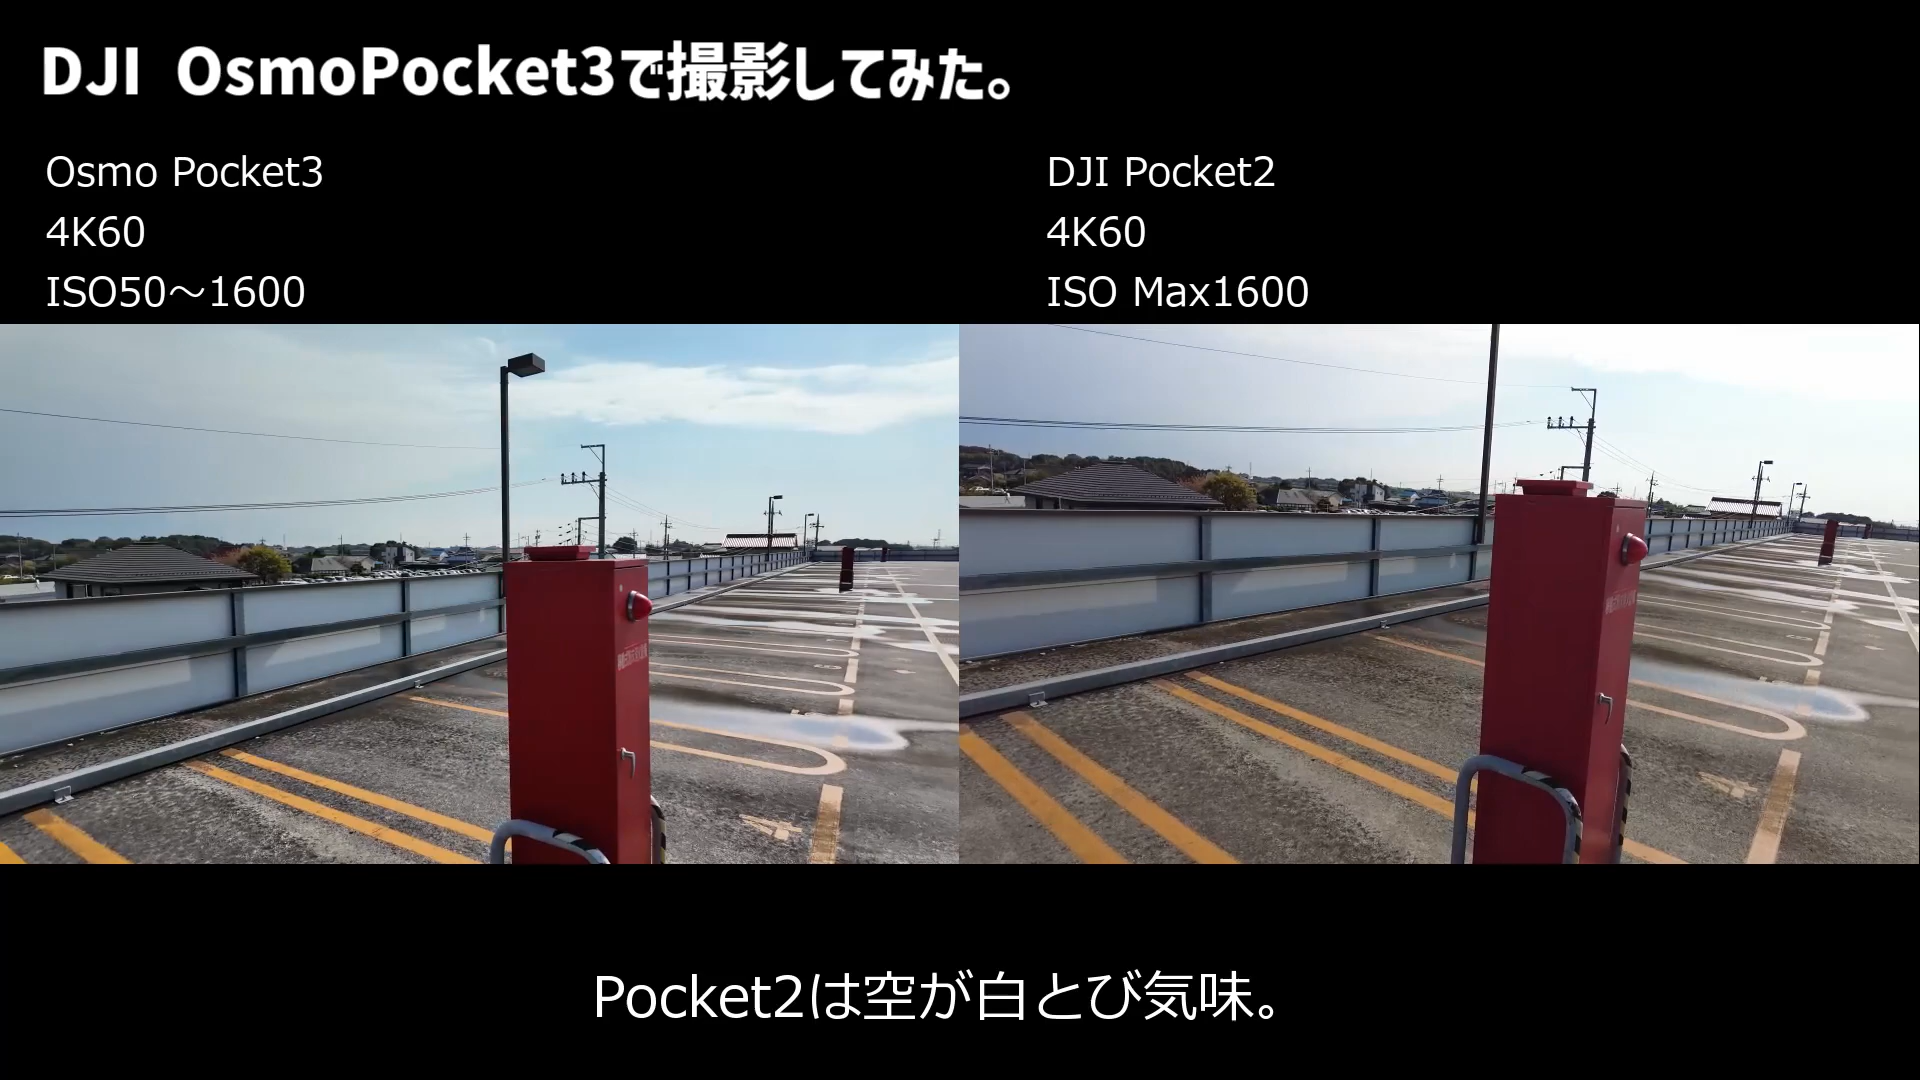 DJI OsmoPocket3で撮影してみた。
Osmo Pocket3
4K60
ISO50～1600
DJI Pocket2
4K60
ISO Max1600
Pocket2は空が白とび気味。